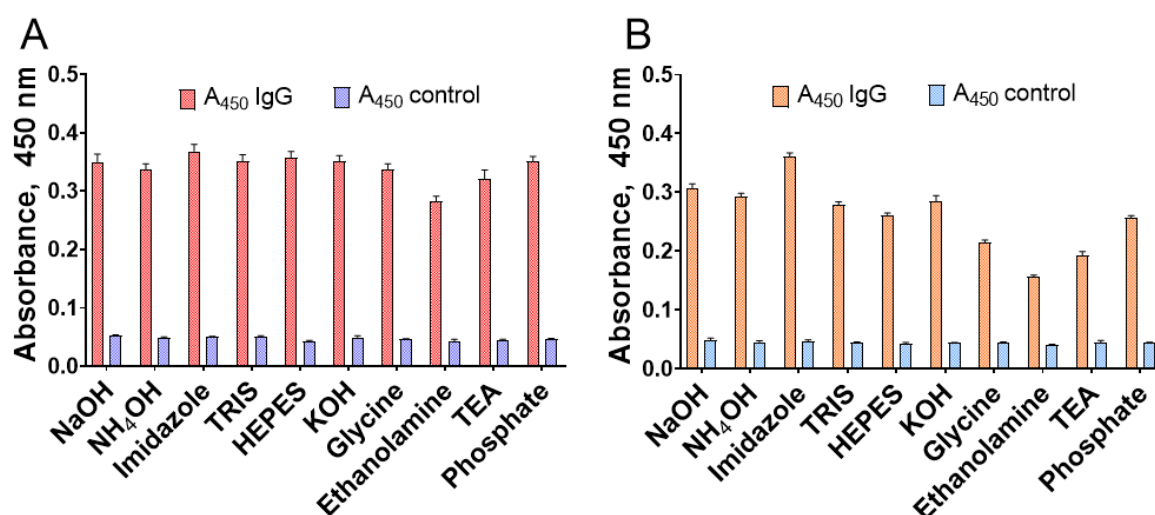 A
Absorbance, 450 nm
0.5
0.4
0.3
0.2
0.1
0.0
A₄₅₀ IgG
A₄₅₀ control
NaOH
NH₄OH
Imidazole
TRIS
HEPES
KOH
Glycine
Ethanolamine
TEA
Phosphate
B
Absorbance, 450 nm
0.5
0.4
0.3
0.2
0.1
0.0
A₄₅₀ IgG
A₄₅₀ control
NaOH
NH₄OH
Imidazole
TRIS
HEPES
KOH
Glycine
Ethanolamine
TEA
Phosphate